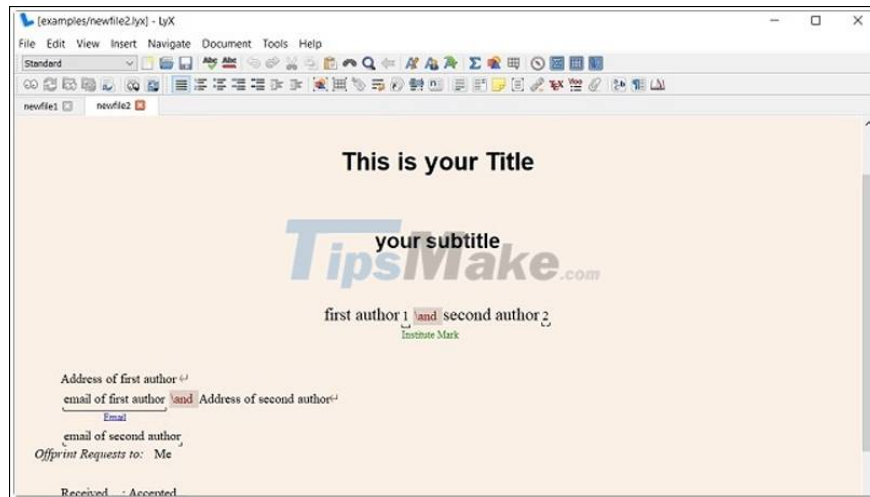 [examples/newfile2.lyx] - LyX
File Edit View Insert Navigate Document Tools Help
Standard
newfile1 newfile2
This is your Title
your subtitle
TipsMake.com
first author 1 \and second author 2
Institute Mark
Address of first author
email of first author \and Address of second author
Email
email of second author
Offprint Requests to: Me
Received : Accepted